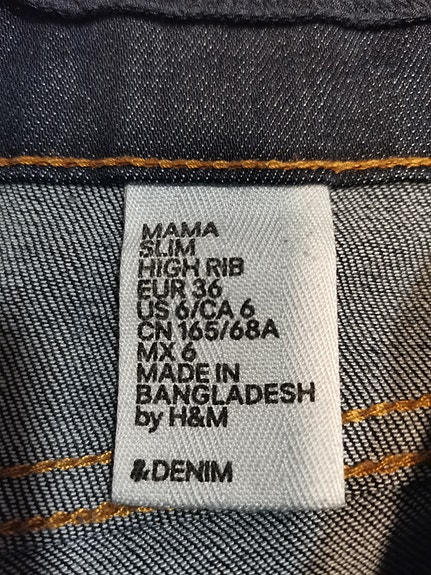 MAMA
SLIM
HIGH RIB
EUR 36
US 6/CA 6
CN 165/68A
MX 6
MADE IN
BANGLADESH
by H&M
&DENIM